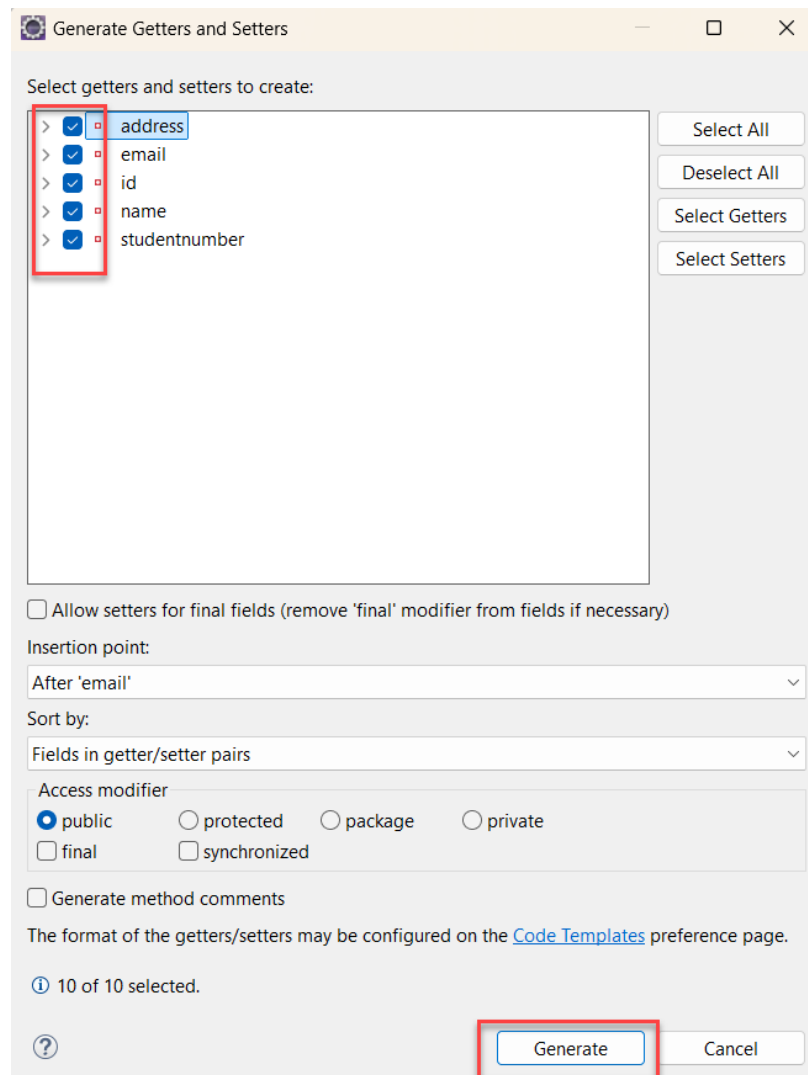 Generate Getters and Setters
Select getters and setters to create:
address
email
id
name
studentnumber
Select All
Deselect All
Select Getters
Select Setters
Allow setters for final fields (remove 'final' modifier from fields if necessary)
Insertion point:
After 'email'
Sort by:
Fields in getter/setter pairs
Access modifier
public protected package private
final synchronized
Generate method comments
The format of the getters/setters may be configured on the Code Templates preference page.
10 of 10 selected.
Generate Cancel